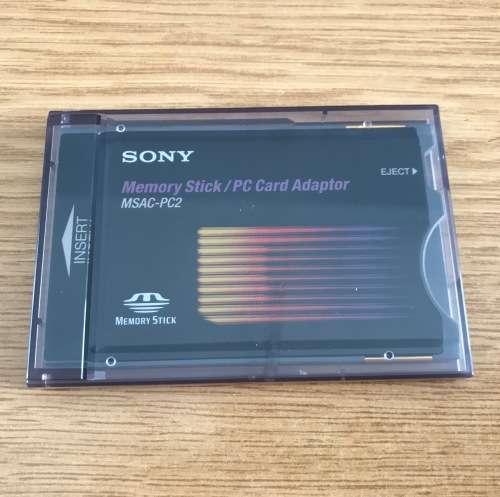 SONY
EJECT
Memory Stick / PC Card Adaptor
MSAC-PC2
INSERT
MEMORY STICK